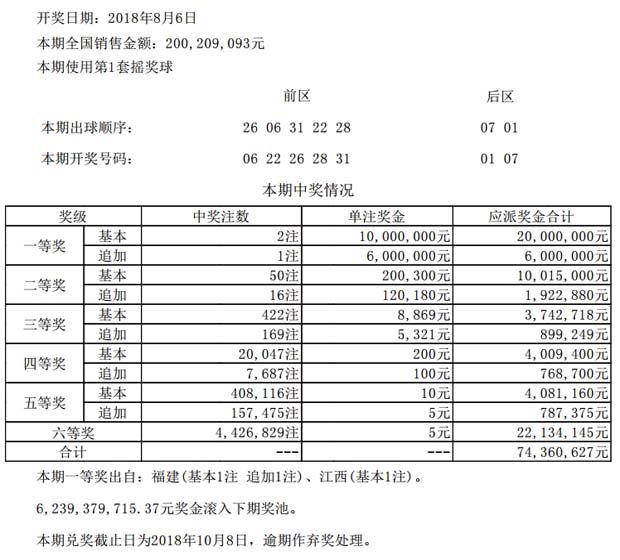 开奖日期：2018年8月6日
本期全国销售金额：200,209,093元
本期使用第1套摇奖球
前区 后区
本期出球顺序： 26 06 31 22 28 07 01
本期开奖号码： 06 22 26 28 31 01 07
本期中奖情况
奖级 中奖注数 单注奖金 应派奖金合计
一等奖 基本 2注 10,000,000元 20,000,000元
追加 1注 6,000,000元 6,000,000元
二等奖 基本 50注 200,300元 10,015,000元
追加 16注 120,180元 1,922,880元
三等奖 基本 422注 8,869元 3,742,718元
追加 169注 5,321元 899,249元
四等奖 基本 20,047注 200元 4,009,400元
追加 7,687注 100元 768,700元
五等奖 基本 408,116注 10元 4,081,160元
追加 157,475注 5元 787,375元
六等奖 4,426,829注 5元 22,134,145元
合计 --- --- 74,360,627元
本期一等奖出自：福建(基本1注 追加1注)、江西(基本1注)。
6,239,379,715.37元奖金滚入下期奖池。
本期兑奖截止日为2018年10月8日，逾期作弃奖处理。